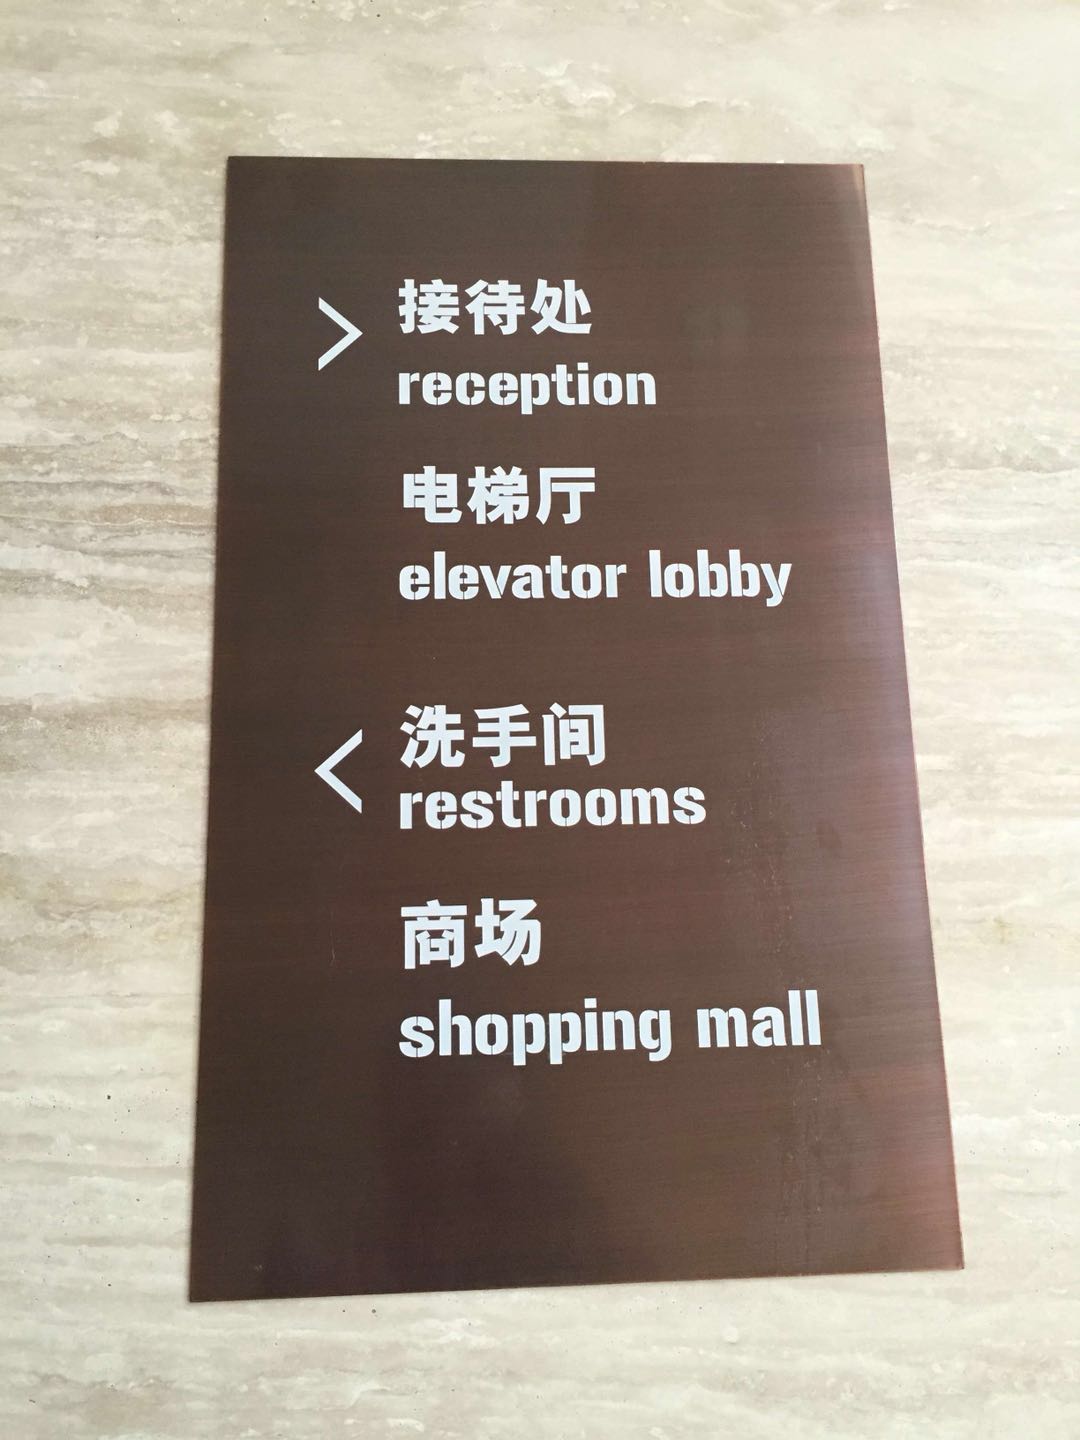 接待处
reception
电梯厅
elevator lobby
洗手间
restrooms
商场
shopping mall